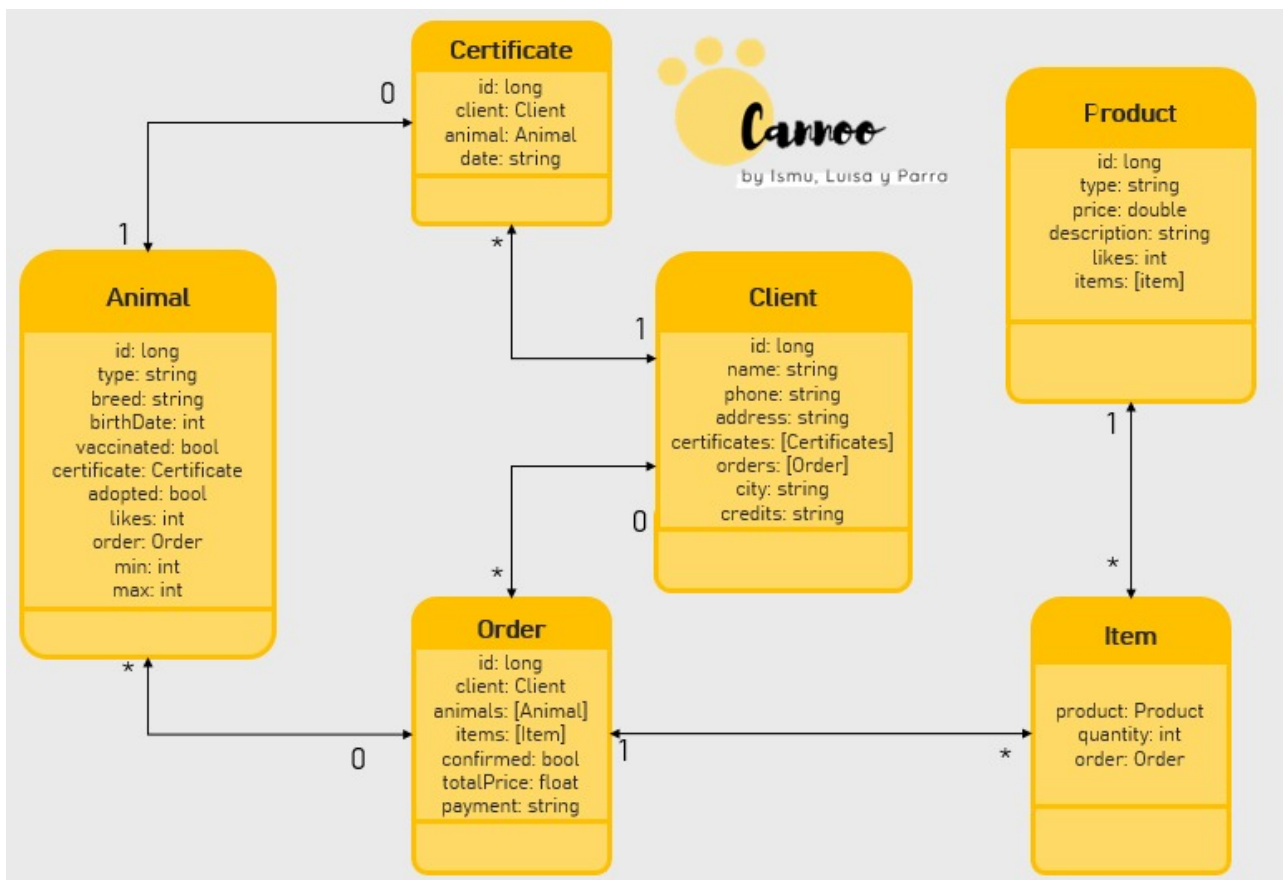 Certificate
id: long
client: Client
animal: Animal
date: string
0
1
*
Cannoo
by Ismu, Luisa y Parra
Product
id: long
type: string
price: double
description: string
likes: int
items: [item]
1
*
Animal
id: long
type: string
breed: string
birthDate: int
vaccinated: bool
certificate: Certificate
adopted: bool
likes: int
order: Order
min: int
max: int
*
0
Client
id: long
name: string
phone: string
address: string
certificates: [Certificates]
orders: [Order]
city: string
credits: string
1
0
*
Order
id: long
client: Client
animals: [Animal]
items: [Item]
confirmed: bool
totalPrice: float
payment: string
1
*
Item
product: Product
quantity: int
order: Order